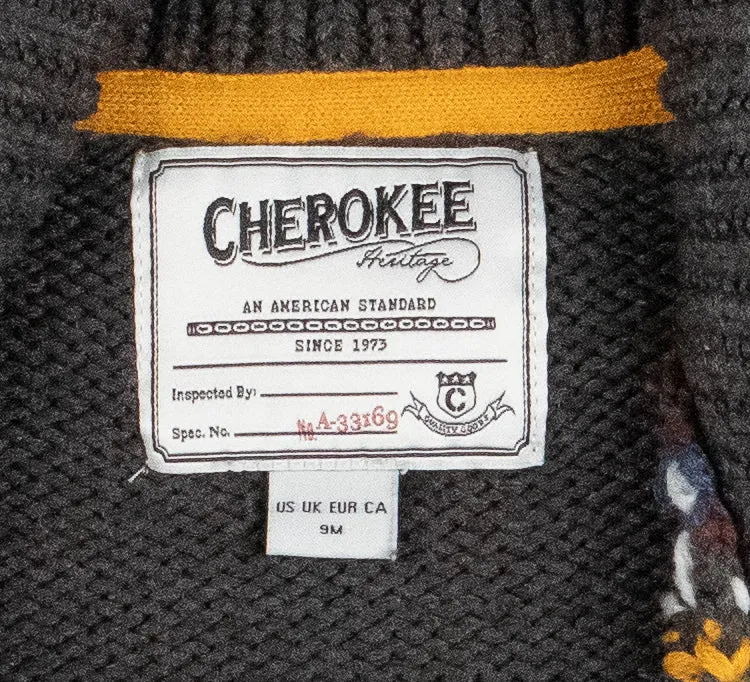 CHEROKEE
Heritage
AN AMERICAN STANDARD
SINCE 1973
Inspected By:
Spec. No. No. A-33169
C
QUALITY GOODS
US UK EUR CA
9M